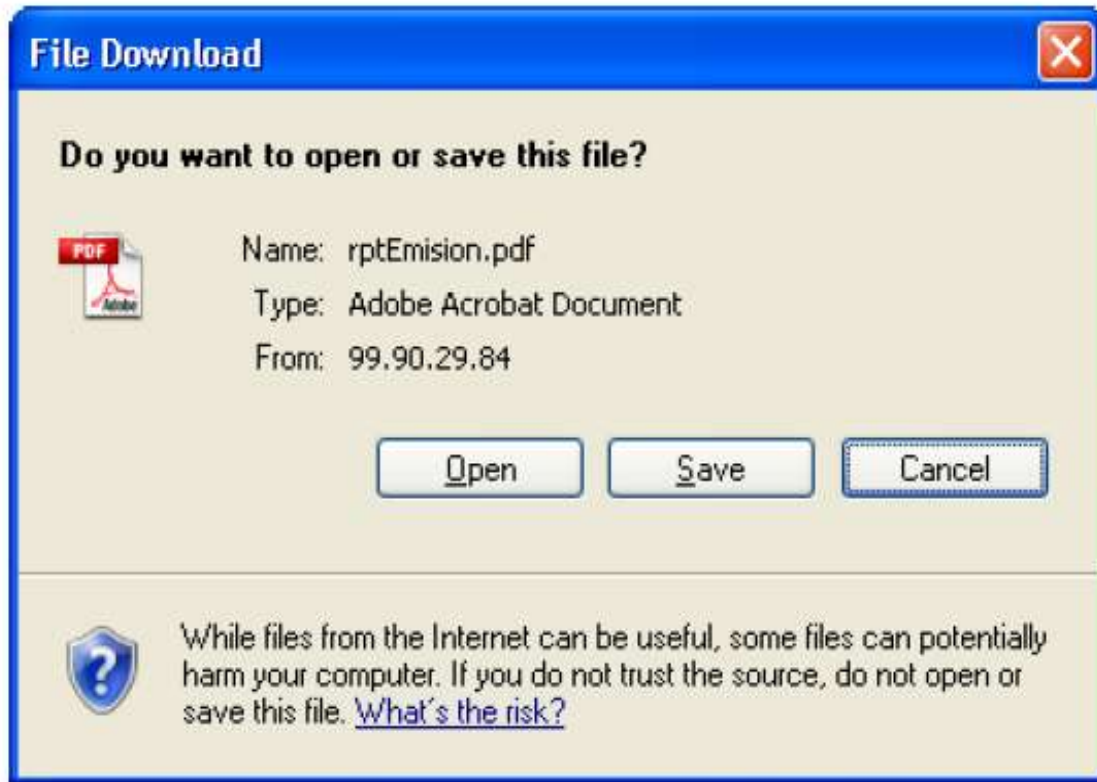 File Download
Do you want to open or save this file?
PDF
Adobe
Name: rptEmision.pdf
Type: Adobe Acrobat Document
From: 99.90.29.84
Open Save Cancel
While files from the Internet can be useful, some files can potentially
harm your computer. If you do not trust the source, do not open or
save this file. What´s the risk?